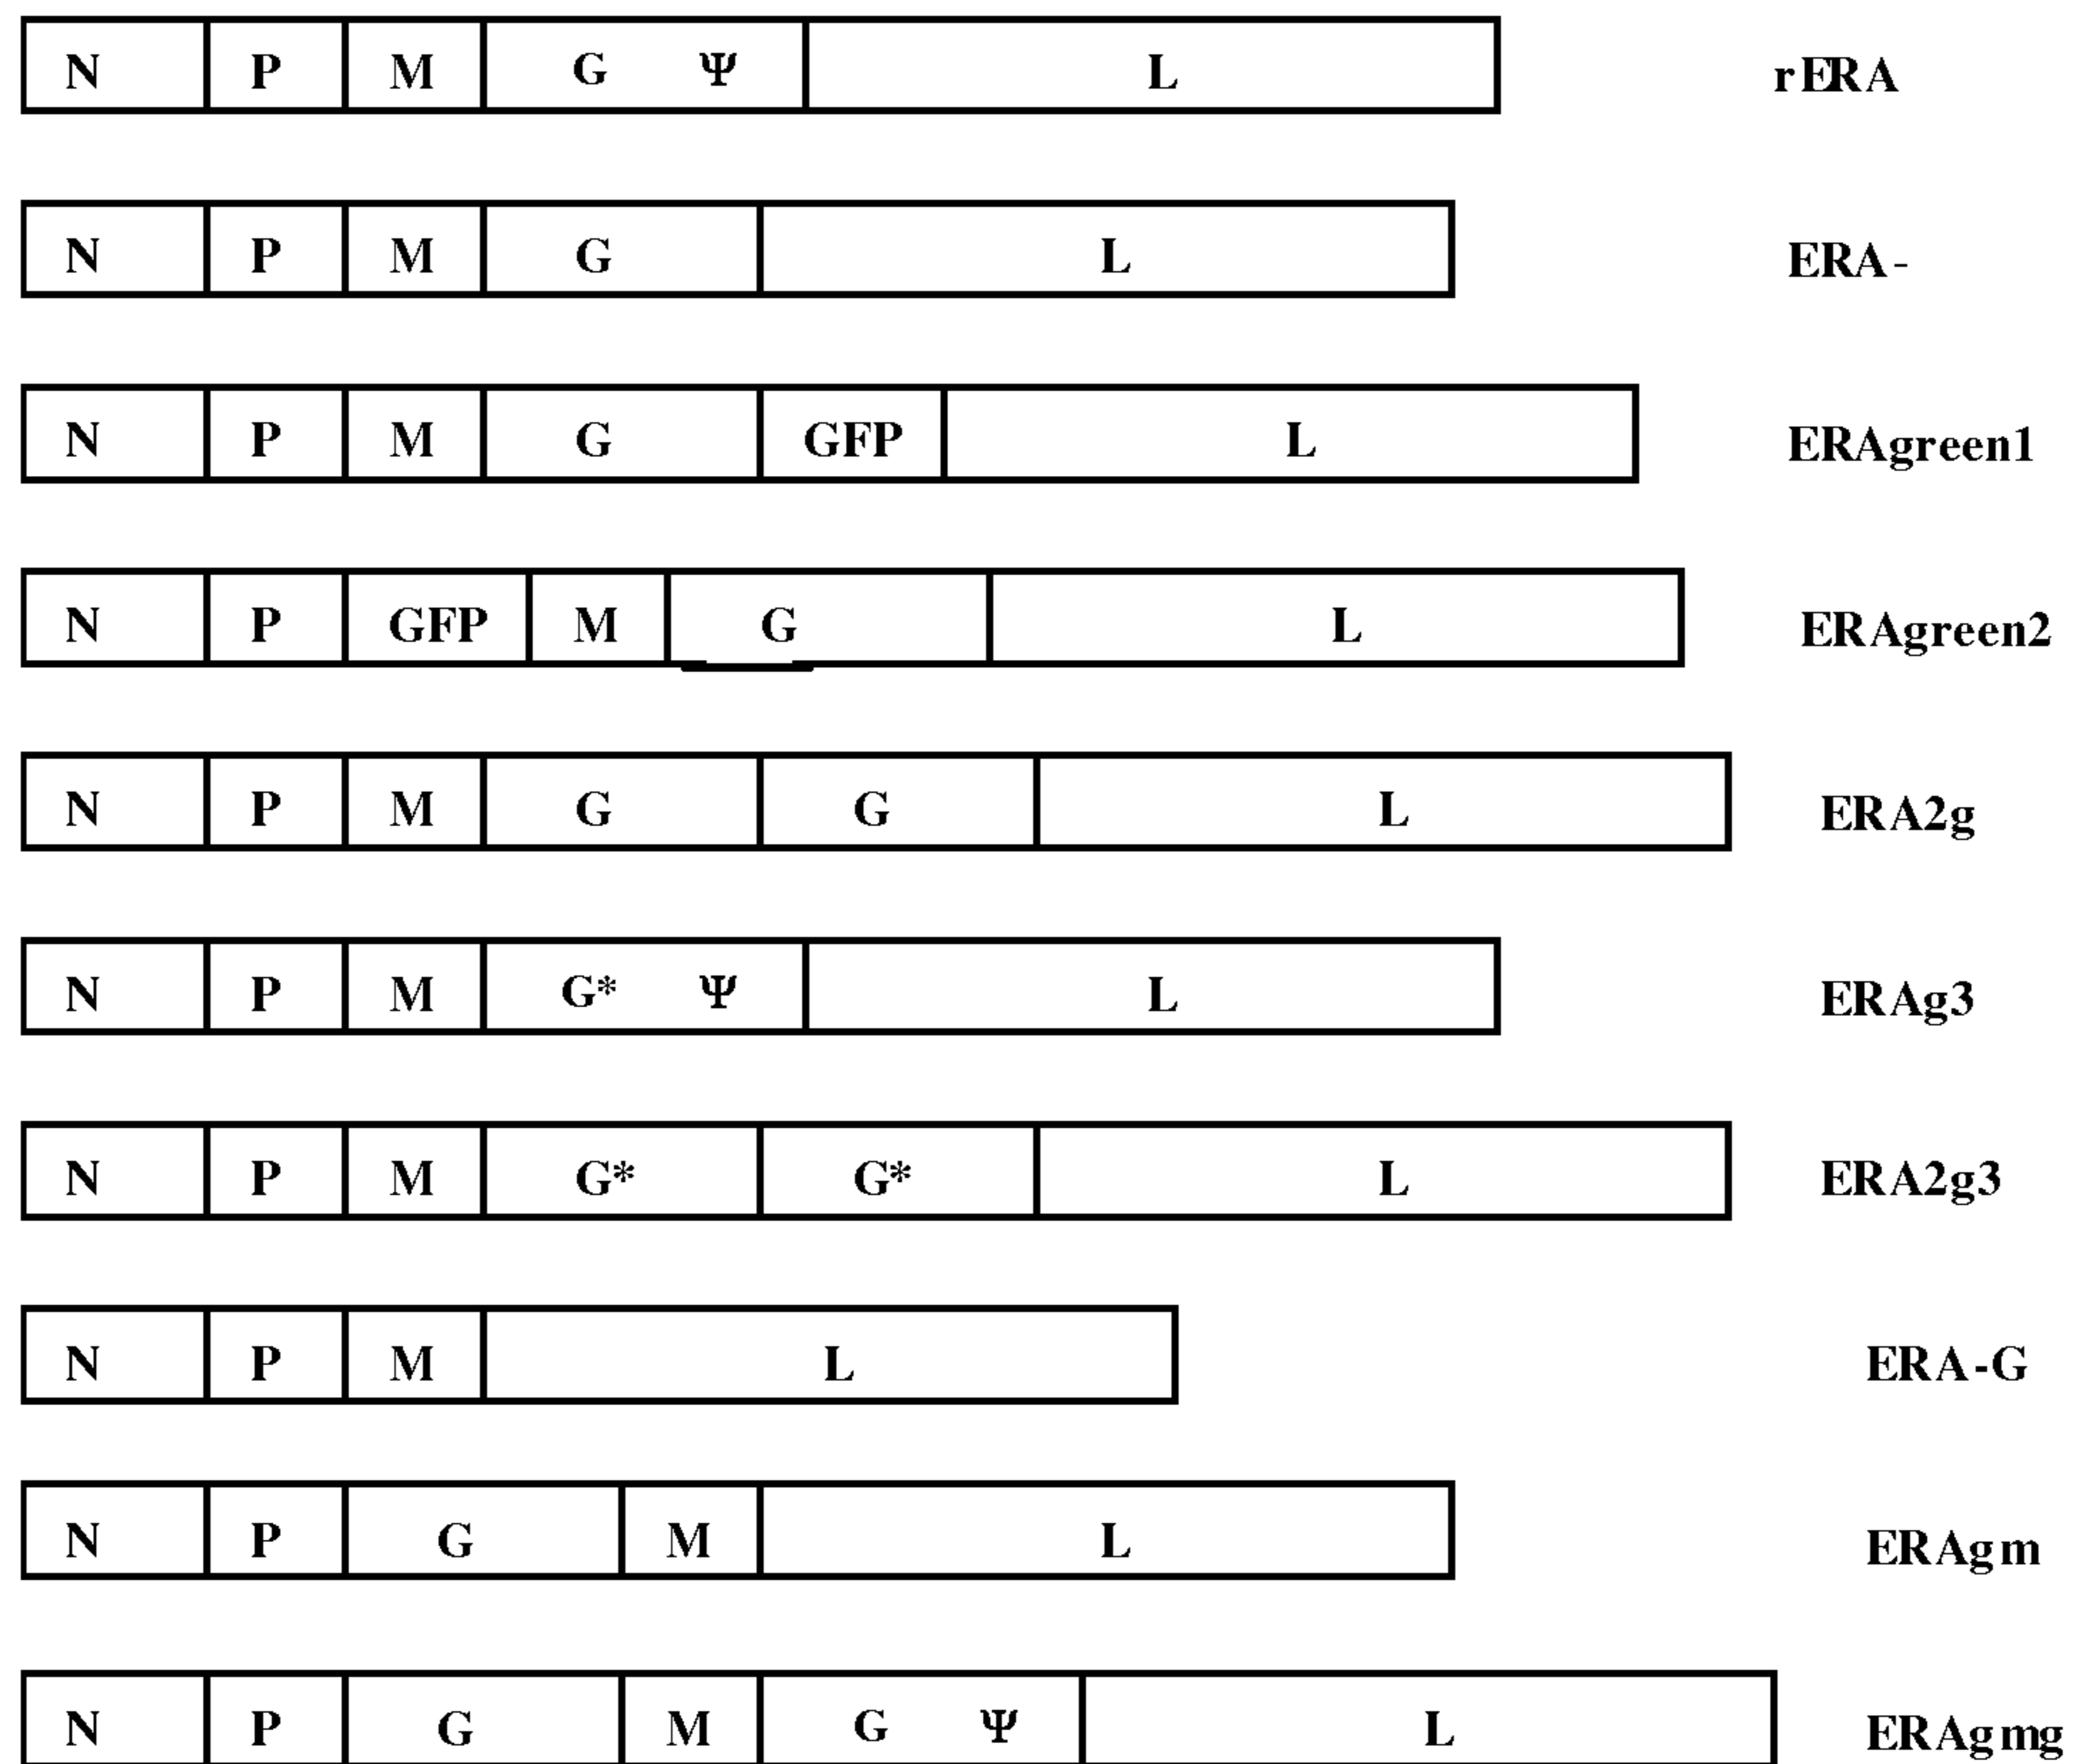 N P M G Ψ L rERA
N P M G L ERA-
N P M G GFP L ERAgreen1
N P GFP M G L ERAgreen2
N P M G G L ERA2g
N P M G* Ψ L ERAg3
N P M G* G* L ERA2g3
N P M L ERA-G
N P G M L ERAgm
N P G M G Ψ L ERAgmg